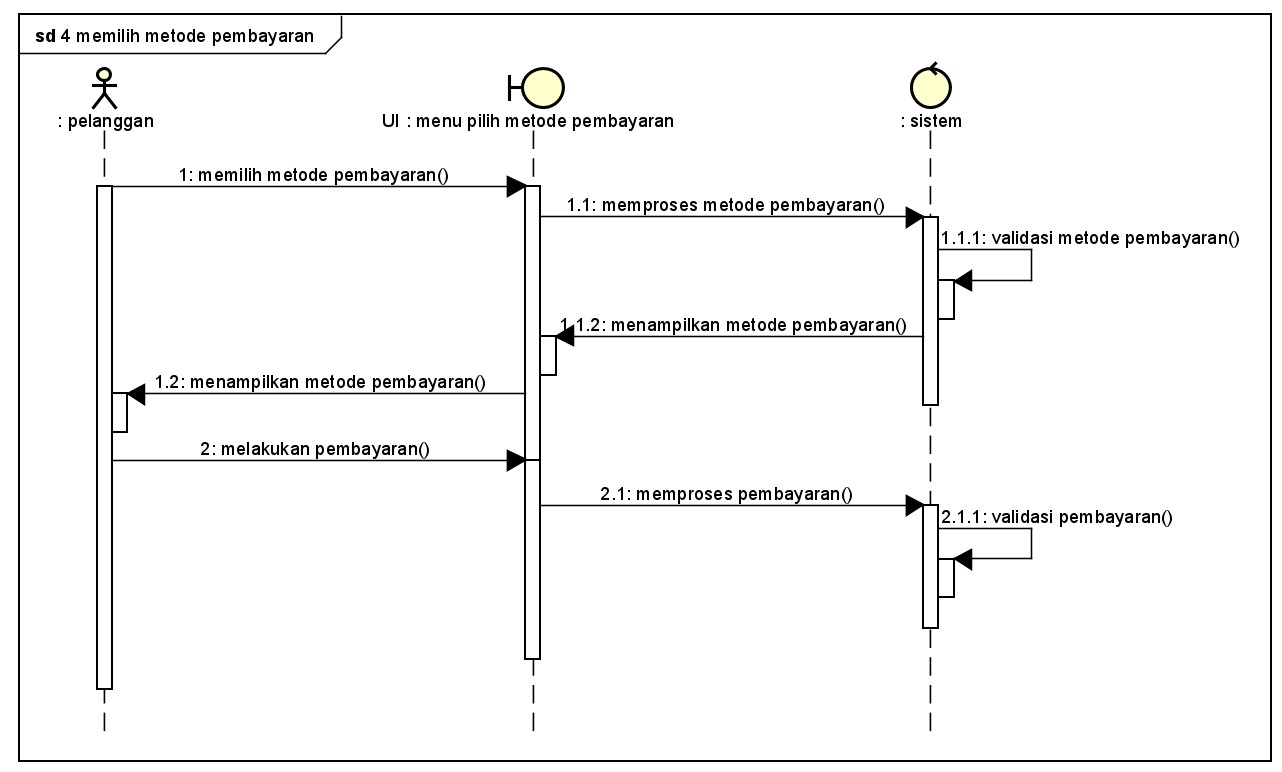 sd 4 memilih metode pembayaran
: pelanggan
UI : menu pilih metode pembayaran
: sistem
1: memilih metode pembayaran()
1.1: memproses metode pembayaran()
1.1.1: validasi metode pembayaran()
1.1.2: menampilkan metode pembayaran()
1.2: menampilkan metode pembayaran()
2: melakukan pembayaran()
2.1: memproses pembayaran()
2.1.1: validasi pembayaran()